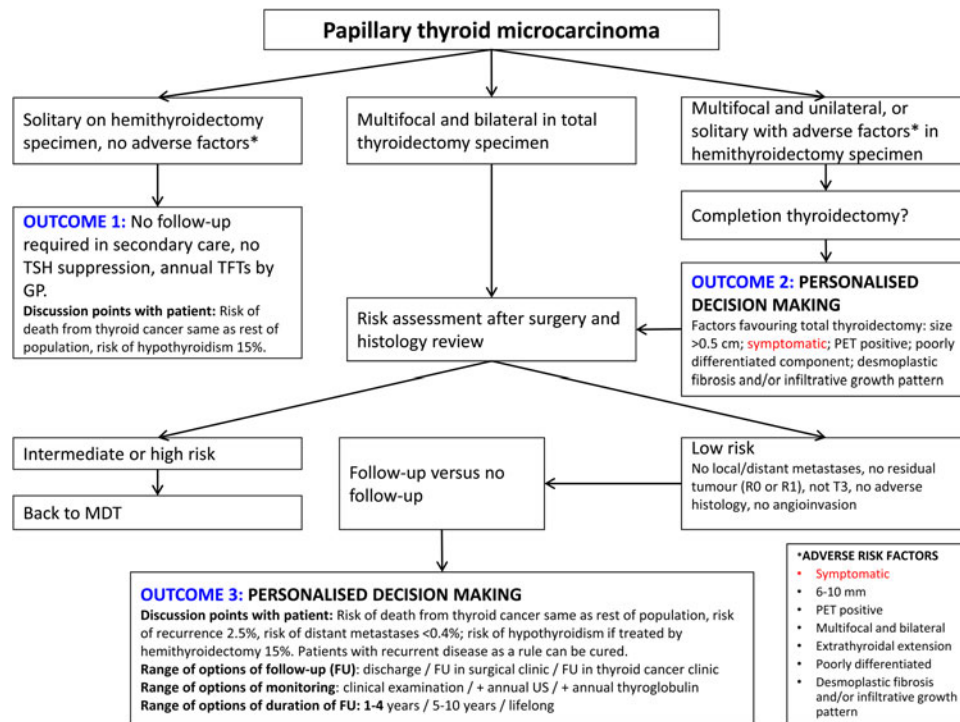 Papillary thyroid microcarcinoma
Solitary on hemithyroidectomy
specimen, no adverse factors*
Multifocal and bilateral in total
thyroidectomy specimen
Multifocal and unilateral, or
solitary with adverse factors* in
hemithyroidectomy specimen
OUTCOME 1: No follow-up
required in secondary care, no
TSH suppression, annual TFTs by
GP.
Discussion points with patient: Risk of
death from thyroid cancer same as rest of
population, risk of hypothyroidism 15%.
Completion thyroidectomy?
OUTCOME 2: PERSONALISED
DECISION MAKING
Factors favouring total thyroidectomy: size
>0.5 cm; symptomatic; PET positive; poorly
differentiated component; desmoplastic
fibrosis and/or infiltrative growth pattern
Risk assessment after surgery and
histology review
Intermediate or high risk
Back to MDT
Follow-up versus no
follow-up
Low risk
No local/distant metastases, no residual
tumour (R0 or R1), not T3, no adverse
histology, no angioinvasion
OUTCOME 3: PERSONALISED DECISION MAKING
Discussion points with patient: Risk of death from thyroid cancer same as rest of population, risk
of recurrence 2.5%, risk of distant metastases <0.4%; risk of hypothyroidism if treated by
hemithyroidectomy 15%. Patients with recurrent disease as a rule can be cured.
Range of options of follow-up (FU): discharge / FU in surgical clinic / FU in thyroid cancer clinic
Range of options of monitoring: clinical examination / + annual US / + annual thyroglobulin
Range of options of duration of FU: 1-4 years / 5-10 years / lifelong
•ADVERSE RISK FACTORS
• Symptomatic
• 6-10 mm
• PET positive
• Multifocal and bilateral
• Extrathyroidal extension
• Poorly differentiated
• Desmoplastic fibrosis
and/or infiltrative growth
pattern